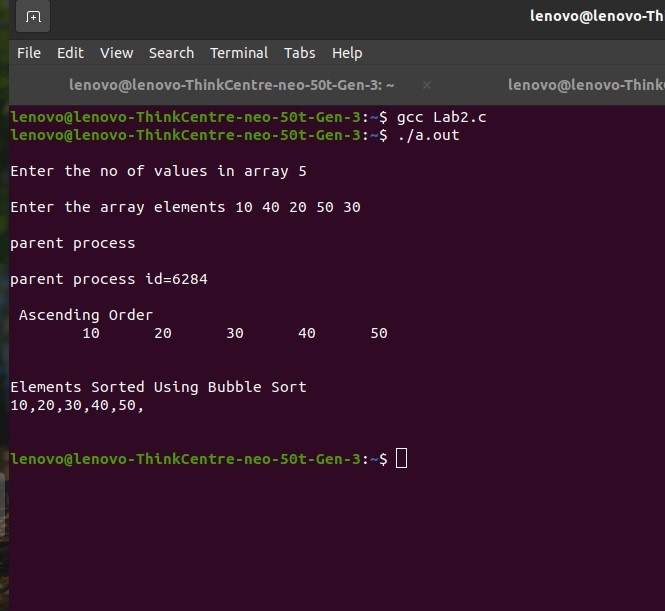 lenovo@lenovo-Th
File Edit View Search Terminal Tabs Help
lenovo@lenovo-ThinkCentre-neo-50t-Gen-3: ~ × lenovo@lenovo-Think
lenovo@lenovo-ThinkCentre-neo-50t-Gen-3:~$ gcc Lab2.c
lenovo@lenovo-ThinkCentre-neo-50t-Gen-3:~$ ./a.out
Enter the no of values in array 5
Enter the array elements 10 40 20 50 30
parent process
parent process id=6284
Ascending Order
10 20 30 40 50
Elements Sorted Using Bubble Sort
10,20,30,40,50,
lenovo@lenovo-ThinkCentre-neo-50t-Gen-3:~$